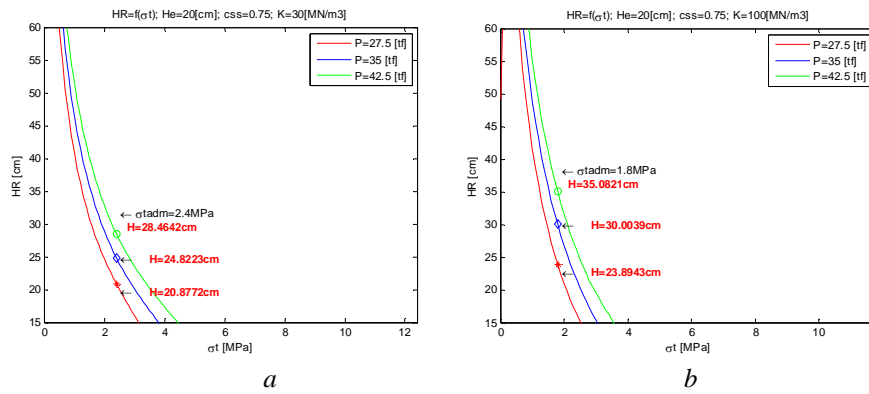 HR=f(σt); He=20[cm]; css=0.75; K=30[MN/m3]
60
55
50
45
40
35
30
25
20
15
HR [cm]
P=27.5 [tf]
P=35 [tf]
P=42.5 [tf]
← σtadm=2.4MPa
H=28.4642cm
← H=24.8223cm
← H=20.8772cm
0 2 4 6 8 10 12
σt [MPa]
a
HR=f(σt); He=20[cm]; css=0.75; K=100[MN/m3]
60
55
50
45
40
35
30
25
20
15
HR [cm]
P=27.5 [tf]
P=35 [tf]
P=42.5 [tf]
← σtadm=1.8MPa
H=35.0821cm
← H=30.0039cm
← H=23.8943cm
0 2 4 6 8 10
σt [MPa]
b